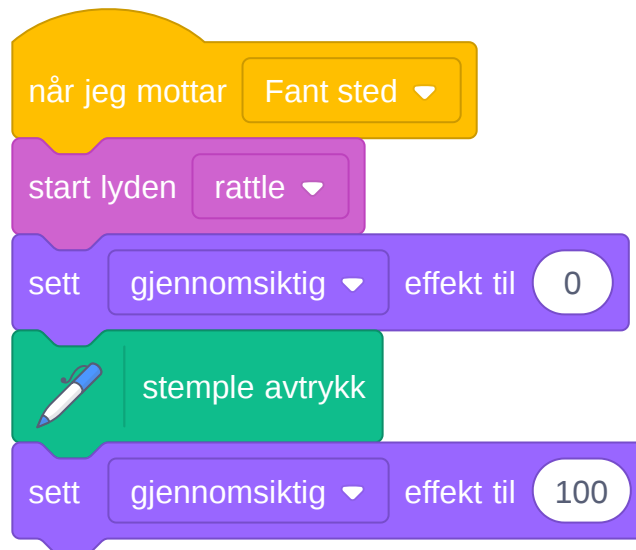 når jeg mottar Fant sted
start lyden rattle
sett gjennomsiktig effekt til 0
stemple avtrykk
sett gjennomsiktig effekt til 100